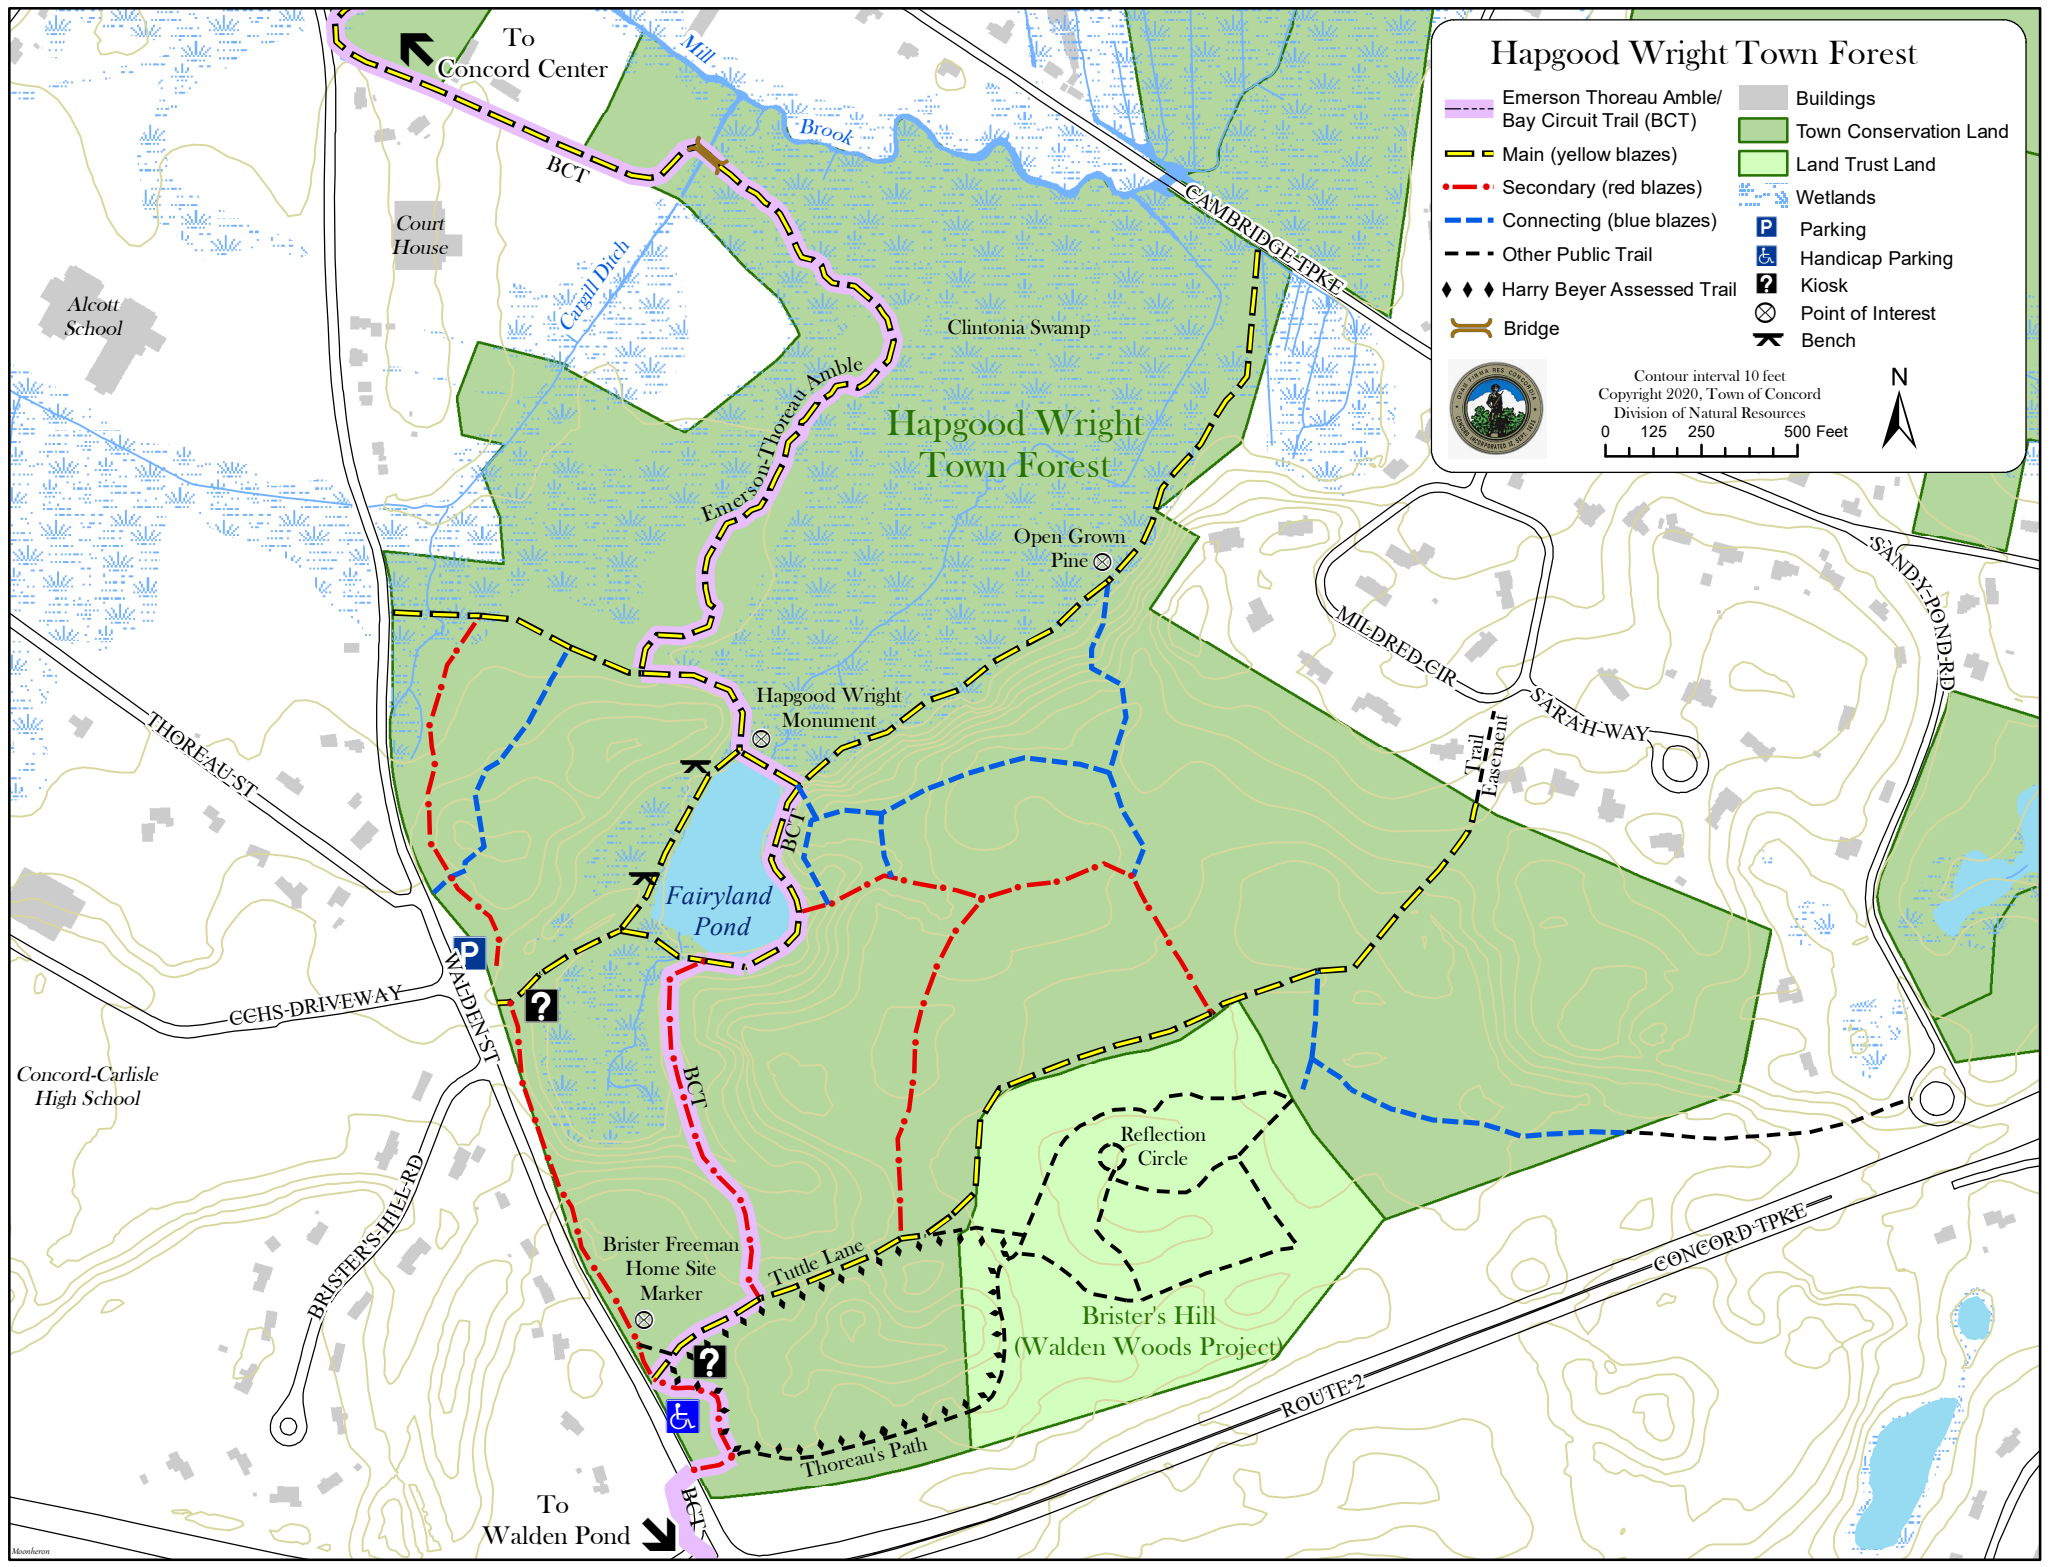 To
Concord Center
Mill
Brook
BCT
Court
House
Cargill Ditch
Alcott
School
CAMBRIDGE TPKE
Clintonia Swamp
Emerson-Thoreau Amble
Hapgood Wright
Town Forest
Open Grown
Pine
Hapgood Wright
Monument
BCT
Fairyland
Pond
THOREAU ST
P
WALDEN ST
CCHS DRIVEWAY
?
Concord-Carlisle
High School
BRISTER'S HILL RD
BCT
Brister Freeman
Home Site
Marker
Tuttle Lane
?
Thoreau's Path
To
Walden Pond
BCT
Reflection
Circle
Brister's Hill
(Walden Woods Project)
ROUTE 2
CONCORD TPKE
MILDRED CIR
SARAH WAY
Trail
Easement
SANDY POND RD
Moonheron
Hapgood Wright Town Forest
Emerson Thoreau Amble/
Bay Circuit Trail (BCT)
Main (yellow blazes)
Secondary (red blazes)
Connecting (blue blazes)
Other Public Trail
Harry Beyer Assessed Trail
Bridge
Buildings
Town Conservation Land
Land Trust Land
Wetlands
P Parking
Handicap Parking
? Kiosk
Point of Interest
Bench
Contour interval 10 feet
Copyright 2020, Town of Concord
Division of Natural Resources
0 125 250 500 Feet
N